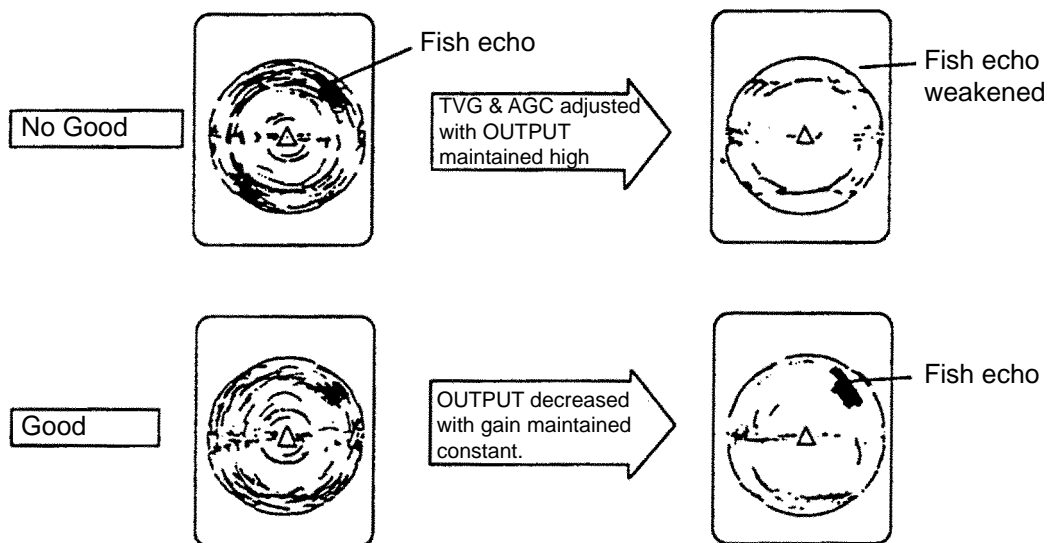 Fish echo
No Good
TVG & AGC adjusted
with OUTPUT
maintained high
Fish echo
weakened
Good
OUTPUT decreased
with gain maintained
constant.
Fish echo